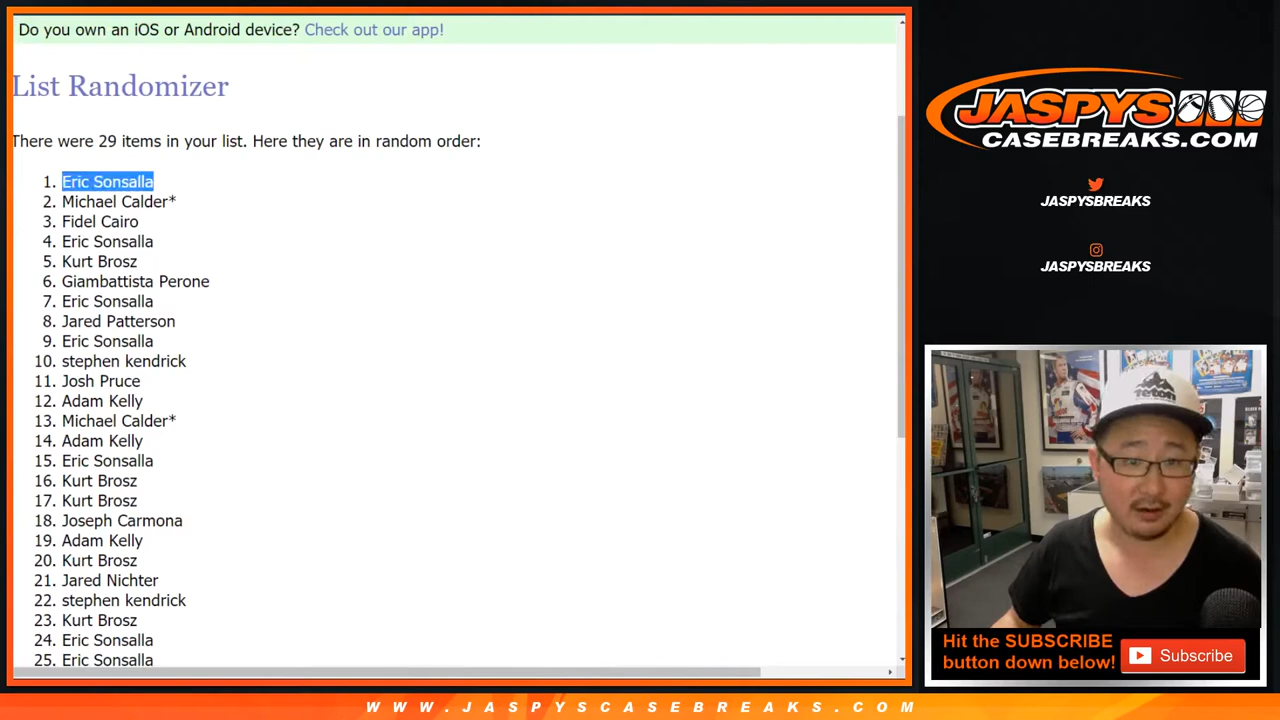 Do you own an iOS or Android device? Check out our app!
List Randomizer
There were 29 items in your list. Here they are in random order:
1. Eric Sonsalla
2. Michael Calder*
3. Fidel Cairo
4. Eric Sonsalla
5. Kurt Brosz
6. Giambattista Perone
7. Eric Sonsalla
8. Jared Patterson
9. Eric Sonsalla
10. stephen kendrick
11. Josh Pruce
12. Adam Kelly
13. Michael Calder*
14. Adam Kelly
15. Eric Sonsalla
16. Kurt Brosz
17. Kurt Brosz
18. Joseph Carmona
19. Adam Kelly
20. Kurt Brosz
21. Jared Nichter
22. stephen kendrick
23. Kurt Brosz
24. Eric Sonsalla
25. Eric Sonsalla
JASPYS
CASEBREAKS.COM
JASPYSBREAKS
JASPYSBREAKS
TETON
Hit the SUBSCRIBE
button down below!
Subscribe
WWW.JASPYSCASEBREAKS.COM